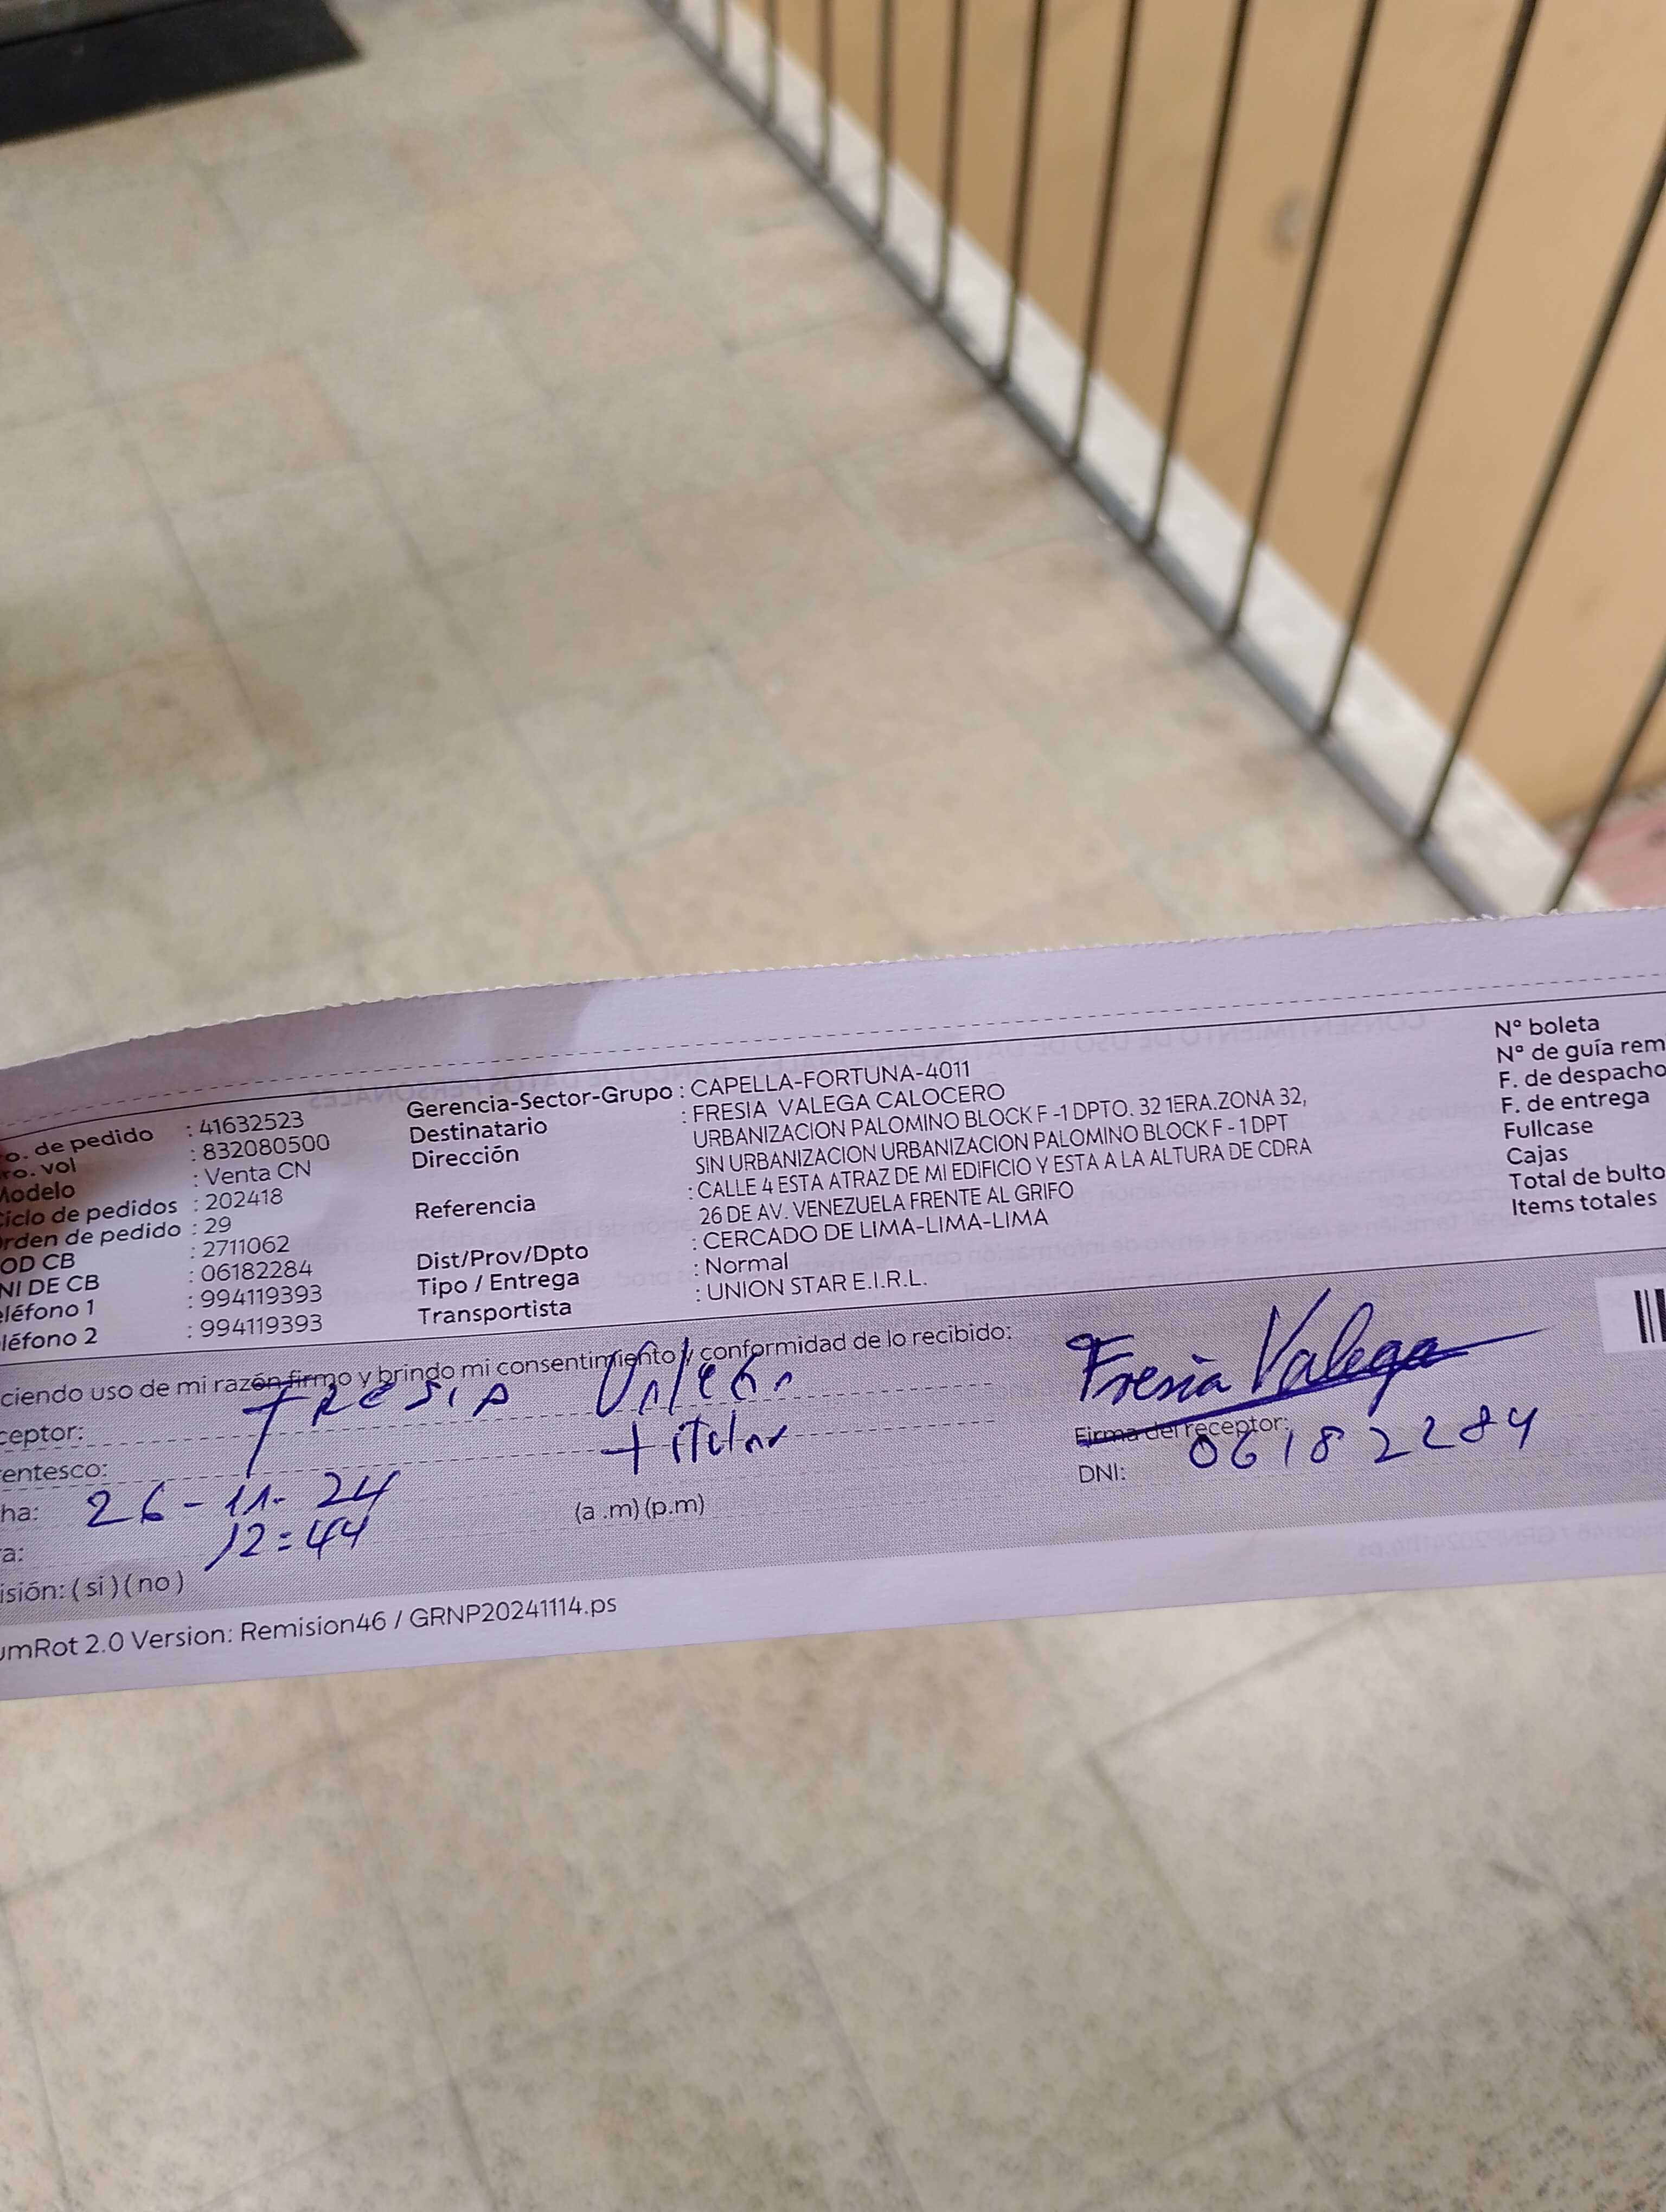 o. de pedido : 41632523
ro. vol : 832080500
Modelo : Venta CN
Ciclo de pedidos : 202418
rden de pedido : 29
OD CB : 2711062
NI DE CB : 06182284
eléfono 1 : 994119393
léfono 2 : 994119393
Gerencia-Sector-Grupo : CAPELLA-FORTUNA-4011
Destinatario : FRESIA VALEGA CALOCERO
Dirección URBANIZACION PALOMINO BLOCK F -1 DPTO. 32 1ERA.ZONA 32,
SIN URBANIZACION URBANIZACION PALOMINO BLOCK F - 1 DPT
Referencia : CALLE 4 ESTA ATRAZ DE MI EDIFICIO Y ESTA A LA ALTURA DE CDRA
26 DE AV. VENEZUELA FRENTE AL GRIFO
Dist/Prov/Dpto : CERCADO DE LIMA-LIMA-LIMA
Tipo / Entrega : Normal
Transportista : UNION STAR E.I.R.L.
N° boleta
N° de guía rem
F. de despacho
F. de entrega
Fullcase
Cajas
Total de bulto
Items totales
ciendo uso de mi razón firmo y brindo mi consentimiento y conformidad de lo recibido:
ceptor: FRESIA Valega
entesco: titular
ha: 26-11-24
a: 12:44 (a .m) (p.m)
isión: ( si ) ( no )
Fresia Valega
Firma del receptor:
DNI: 06182284
umRot 2.0 Version: Remision46 / GRNP20241114.ps